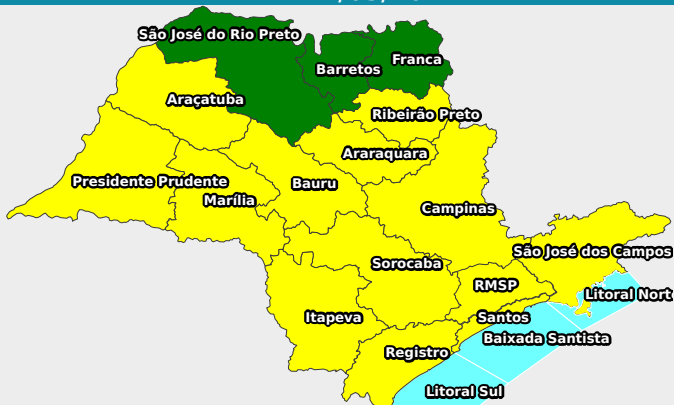 São José do Rio Preto
Franca
Barretos
Araçatuba
Ribeirão Preto
Araraquara
Presidente Prudente
Bauru
Marília
Campinas
São José dos Campos
Sorocaba
RMSP
Litoral Nort
Itapeva
Santos
Baixada Santista
Registro
Litoral Sul